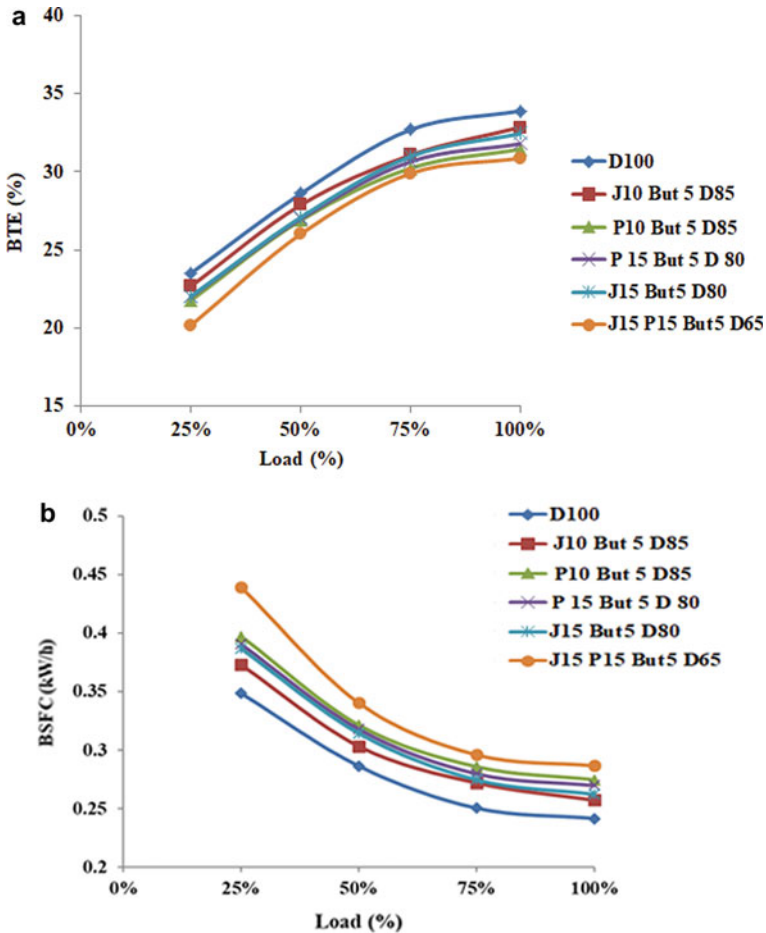 a
40
35
30
25
20
15
BTE (%)
0% 25% 50% 75% 100%
Load (%)
D100
J10 But 5 D85
P10 But 5 D85
P 15 But 5 D 80
J15 But5 D80
J15 P15 But5 D65
b
0.5
0.45
0.4
0.35
0.3
0.25
0.2
BSFC (kW/h)
0% 25% 50% 75% 100%
Load (%)
D100
J10 But 5 D85
P10 But 5 D85
P 15 But 5 D 80
J15 But5 D80
J15 P15 But5 D65